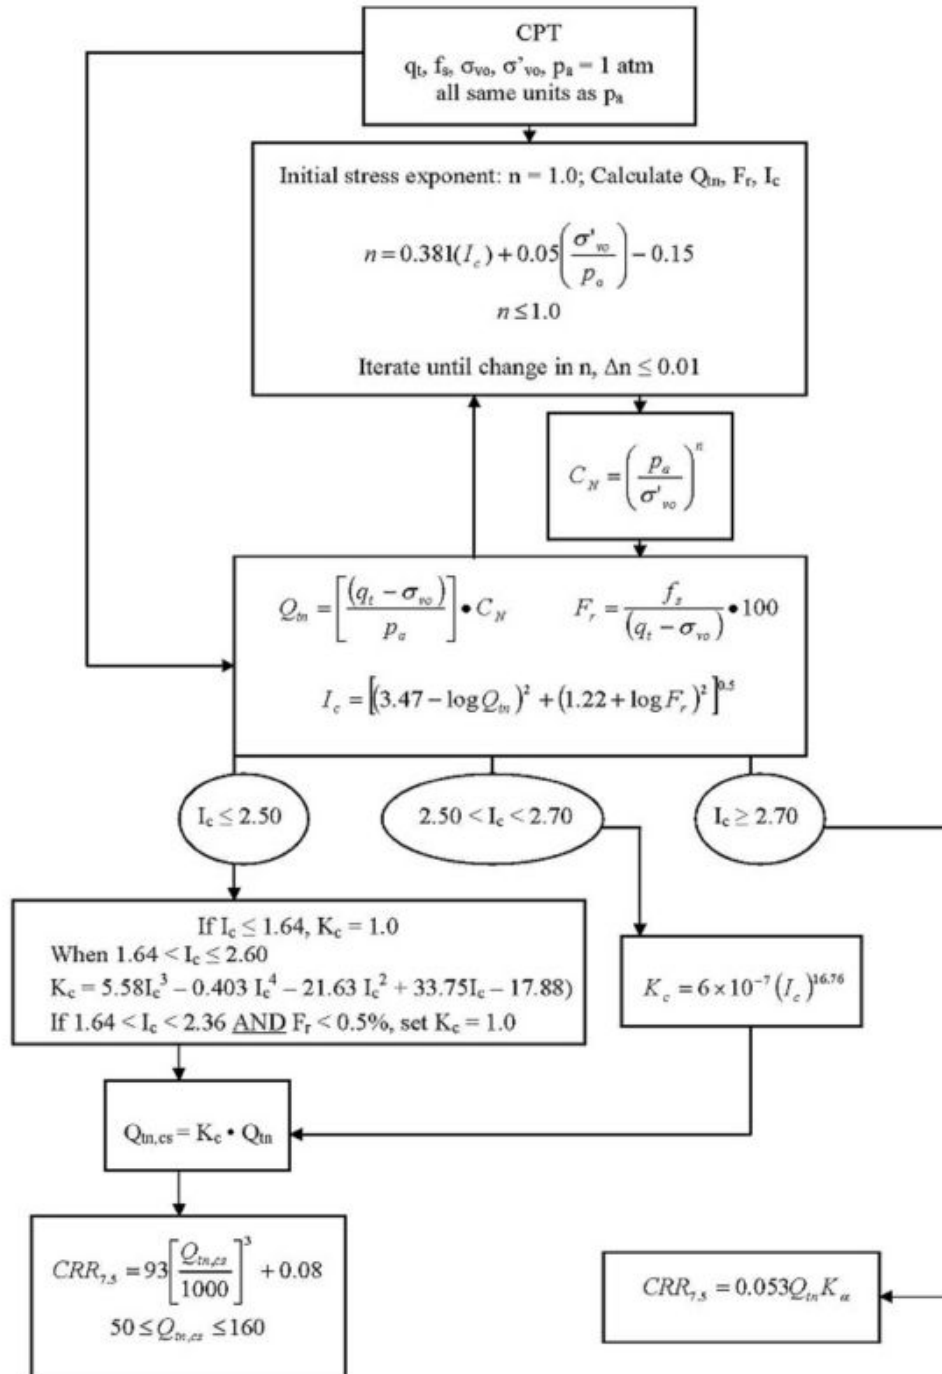 CPT
qt, fs, σvo, σ'vo, pa = 1 atm
all same units as pa
Initial stress exponent: n = 1.0; Calculate Qtn, Fr, Ic
n = 0.381(Ic) + 0.05(σ'vo / pa) − 0.15
n ≤ 1.0
Iterate until change in n, Δn ≤ 0.01
CN = (pa / σ'vo)^n
Qtn = [(qt − σvo) / pa] • CN
Fr = fs / (qt − σvo) • 100
Ic = [(3.47 − log Qtn)^2 + (1.22 + log Fr)^2]^0.5
Ic ≤ 2.50
2.50 < Ic < 2.70
Ic ≥ 2.70
If Ic ≤ 1.64, Kc = 1.0
When 1.64 < Ic ≤ 2.60
Kc = 5.58Ic^3 – 0.403 Ic^4 – 21.63 Ic^2 + 33.75Ic – 17.88)
If 1.64 < Ic < 2.36 AND Fr < 0.5%, set Kc = 1.0
Kc = 6 × 10^−7 (Ic)^16.76
Qtn,cs = Kc • Qtn
CRR7.5 = 93[Qtn,cs / 1000]^3 + 0.08
50 ≤ Qtn,cs ≤ 160
CRR7.5 = 0.053Qtn Kα